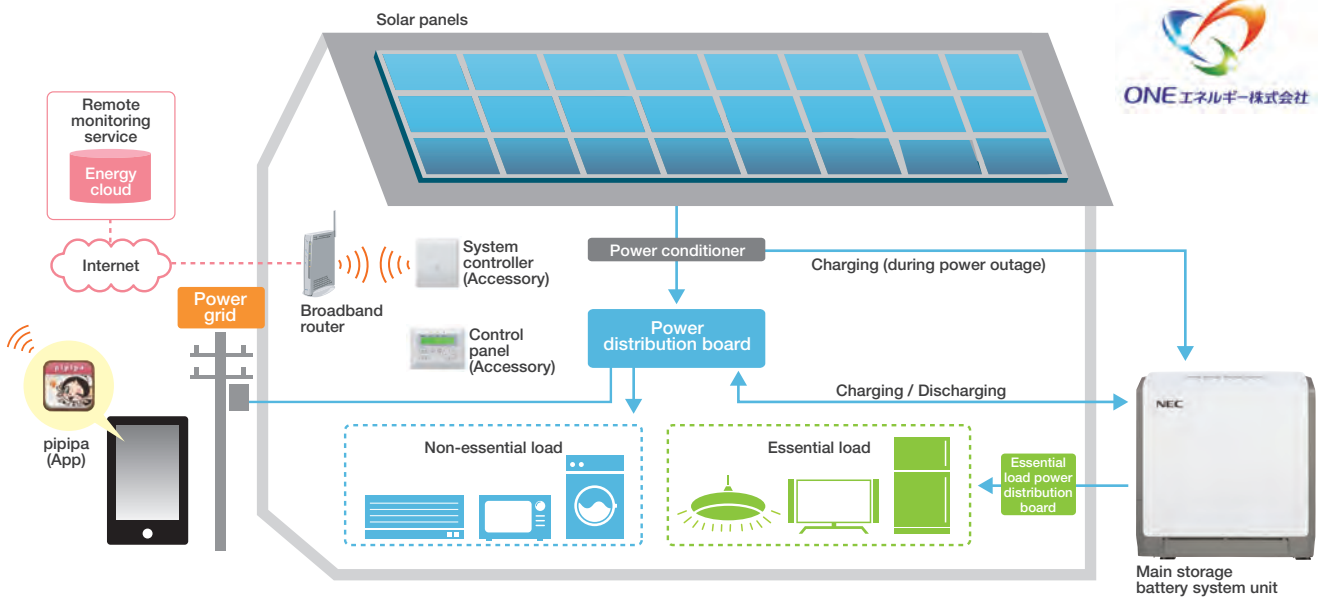 Solar panels
ONEエネルギー株式会社
Remote
monitoring
service
Energy
cloud
Internet
Power
grid
Broadband
router
System
controller
(Accessory)
Control
panel
(Accessory)
Power conditioner
Charging (during power outage)
Power
distribution board
Charging / Discharging
pipipa
pipipa
(App)
Non-essential load
Essential load
Essential
load power
distribution
board
NEC
Main storage
battery system unit